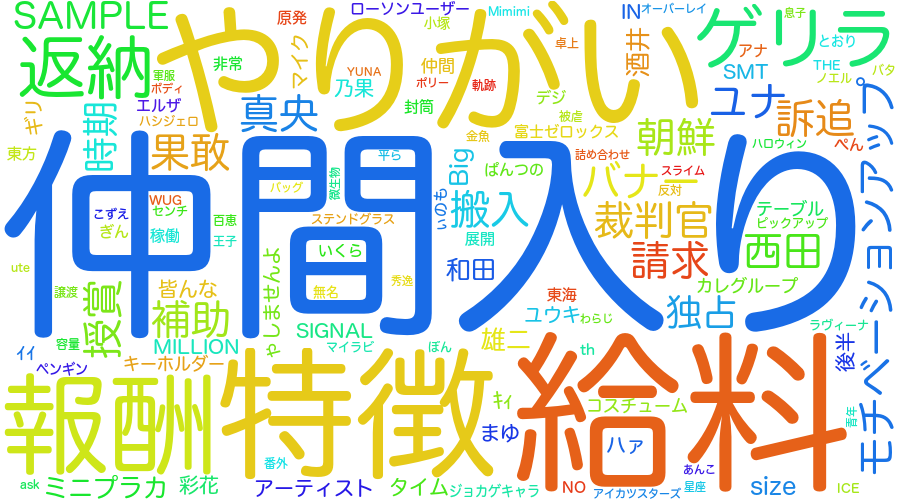 SAMPLE
やりがい
ゲリラ
返納
原発
ローソンユーザー
小塚
Mimimi
IN
オーバーレイ
息子
とおり
アナ
SMT
THE
ノエル
バタ
卓上
酒井
マイク
非常
軍服
ボディ
YUNA
仲間
ポリー
軌跡
乃果
封筒
デジ
被虐
エルザ
ハシジェロ
ギリ
真央
ユナ
訴追
ぺん
モチベーションアップ
朝鮮
ハロウィン
富士ゼロックス
金魚
時期
東方
果敢
平ら
詰め合わせ
スライム
ぱんつの
Big
バナー
反対
仲間入り
バッグ
微生物
いのも
搬入
展開
裁判官
テーブル
ピックアップ
WUG
センチ
こずえ
ぎん
稼働
百恵
王子
ステンドグラス
いくら
西田
請求
和田
カレグループ
ute
譲渡
授賞
皆んな
やしませんよ
無名
秀逸
東海
ユウキ
わらじ
独占
補助
SIGNAL
雄二
ラヴィーナ
容量
MILLION
マイラビ
ぽん
th
後半
イイ
ペンギン
キーホルダー
報酬
特徴
給料
キィ
コスチューム
まゆ
ハァ
青年
番外
あんこ
ask
ミニプラカ
彩花
アーティスト
タイム
ジョカゲキャラ
NO
アイカツスターズ
星座
size
ICE